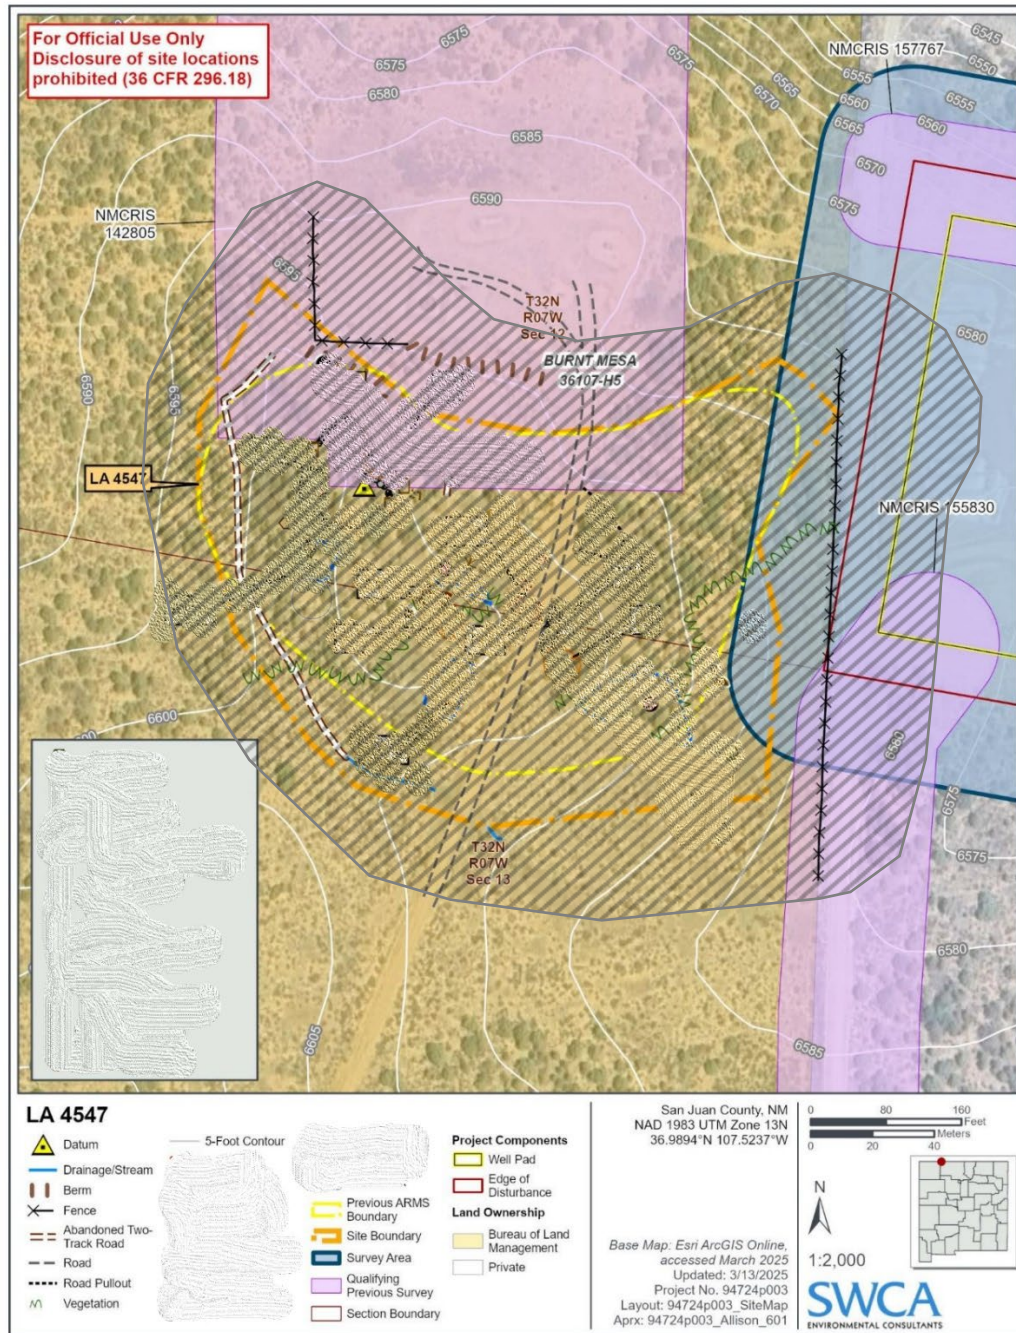 For Official Use Only
Disclosure of site locations
prohibited (36 CFR 296.18)
6575
6575
6580
6585
6590
6575
6575
6570
NMCRIS 157767
6545
6550
6555
6565
6555
6560
6565
6560
6570
6575
NMCRIS
142805
6595
T32N
R07W
Sec 12
BURNT MESA
36107-H5
6580
6590
6595
LA 4547
NMCRIS 155830
6600
6580
6575
6575
T32N
R07W
Sec 13
6580
6605
6585
LA 4547
Datum
Drainage/Stream
Berm
Fence
Abandoned Two-
Track Road
Road
Road Pullout
Vegetation
5-Foot Contour
Previous ARMS
Boundary
Site Boundary
Survey Area
Qualifying
Previous Survey
Section Boundary
Project Components
Well Pad
Edge of
Disturbance
Land Ownership
Bureau of Land
Management
Private
San Juan County, NM
NAD 1983 UTM Zone 13N
36.9894°N 107.5237°W
Base Map: Esri ArcGIS Online,
accessed March 2025
Updated: 3/13/2025
Project No. 94724p003
Layout: 94724p003_SiteMap
Aprx: 94724p003_Allison_601
0 80 160
Feet
Meters
0 20 40
N
1:2,000
SWCA
ENVIRONMENTAL CONSULTANTS